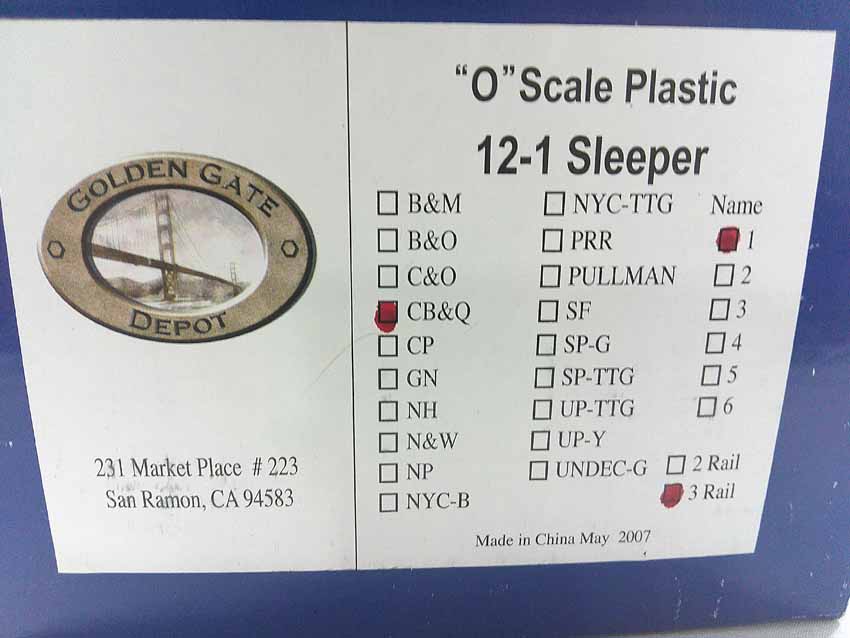 GOLDEN GATE
DEPOT
231 Market Place # 223
San Ramon, CA 94583
"O" Scale Plastic
12-1 Sleeper
B&M
B&O
C&O
CB&Q
CP
GN
NH
N&W
NP
NYC-B
NYC-TTG
PRR
PULLMAN
SF
SP-G
SP-TTG
UP-TTG
UP-Y
UNDEC-G
Name
1
2
3
4
5
6
2 Rail
3 Rail
Made in China May 2007